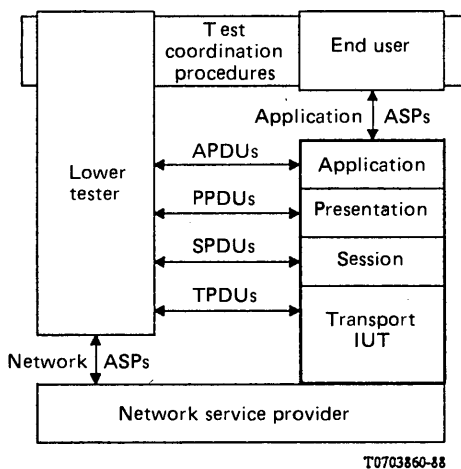 Test
coordination
procedures
End user
Application ASPs
Lower
tester
APDUs
Application
PPDUs
Presentation
SPDUs
Session
TPDUs
Transport
IUT
Network ASPs
Network service provider
T0703860-88